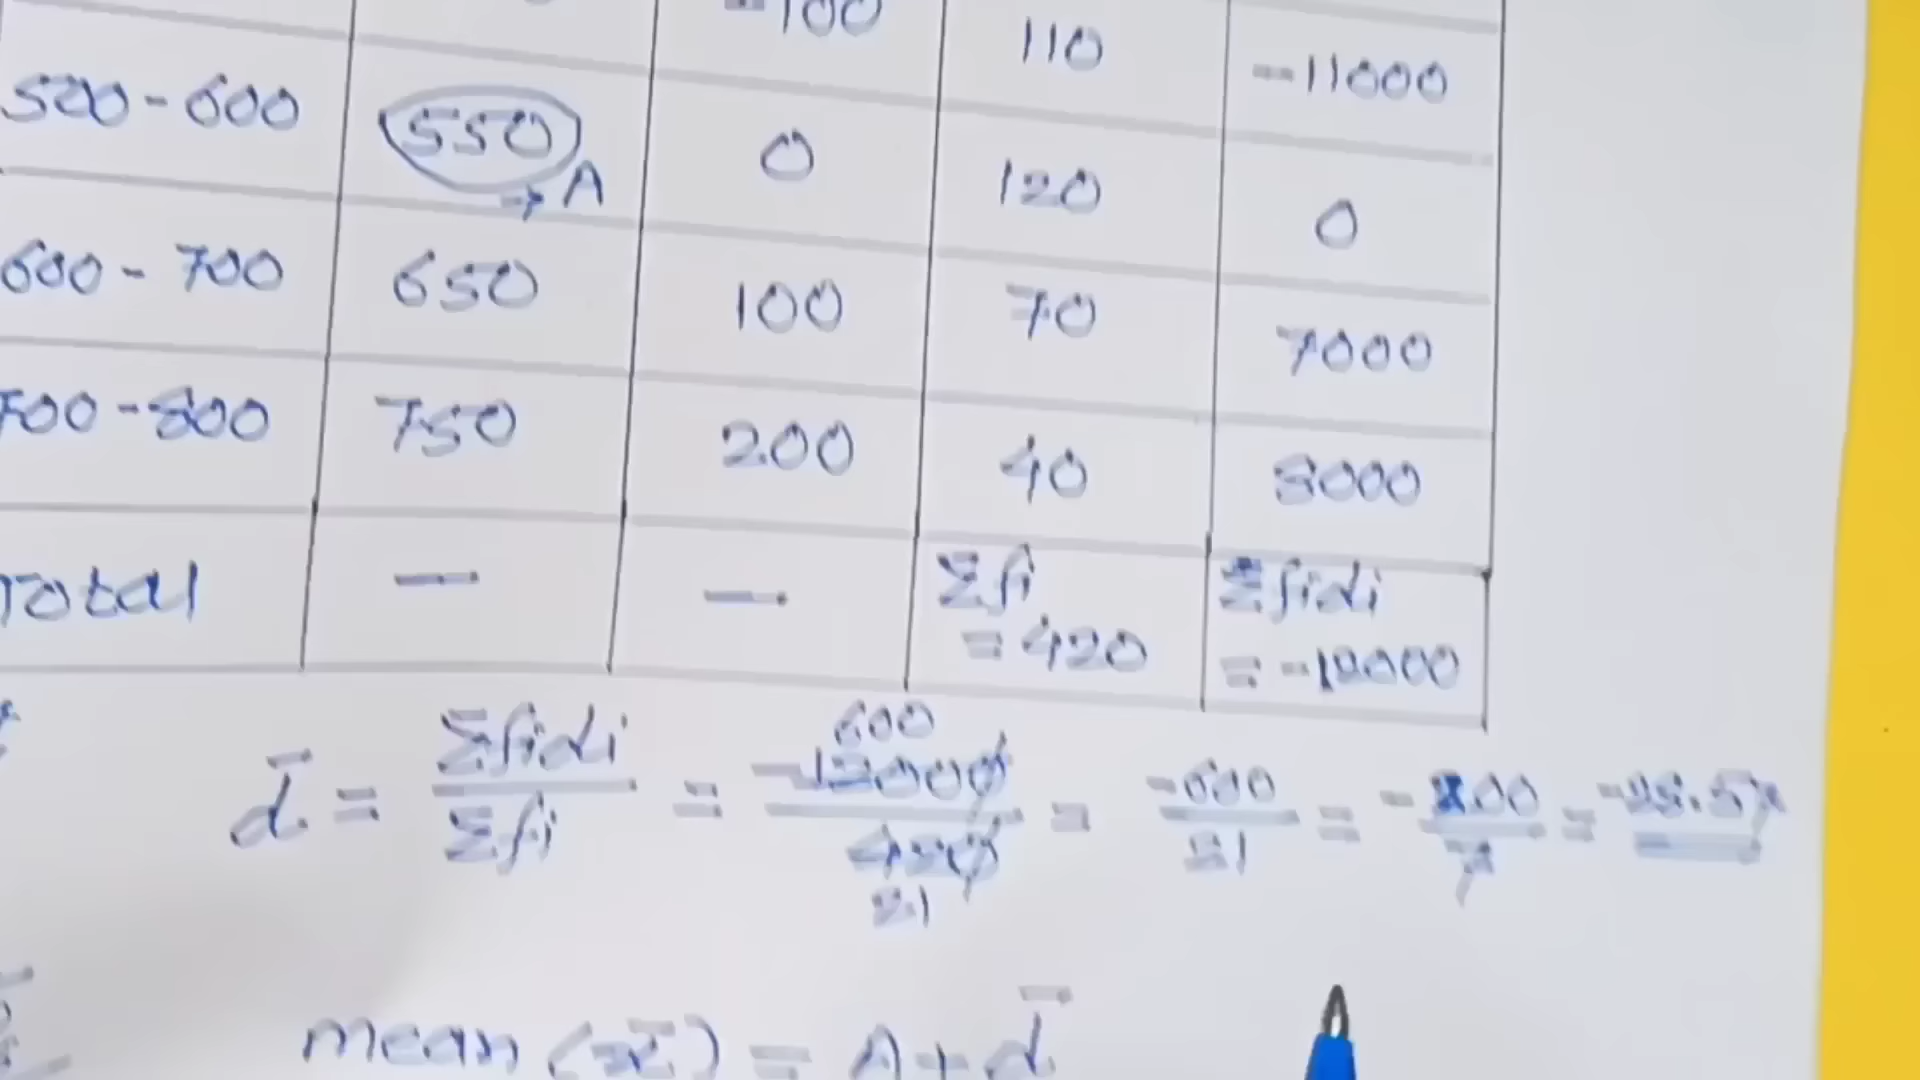 -100 110 -11000
500-600 550 0 120 0
→ A
600-700 650 100 70 7000
700-800 750 200 40 8000
Total — — Σfi = 420 Σfidi = -12000
d̄ = Σfidi / Σfi = -12000 / 420 = -600 / 21 = -200 / 7 = -28.57
600
21
mean (x̄) = A + d̄